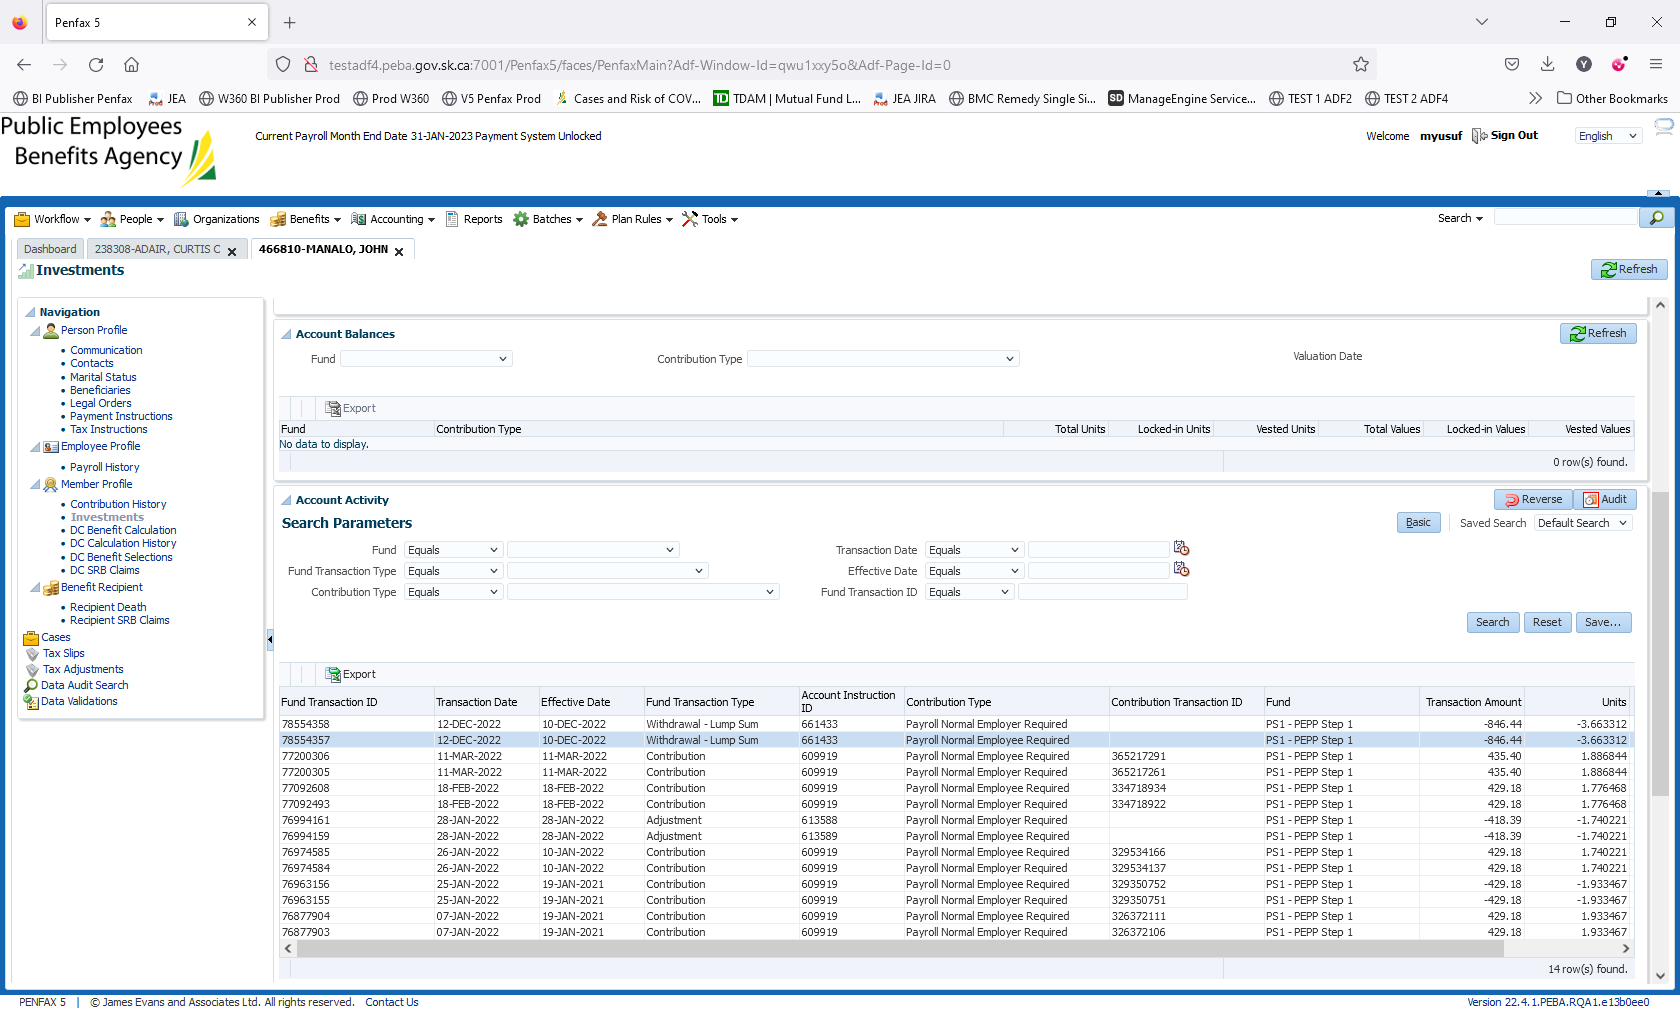 Penfax 5
testadf4.peba.gov.sk.ca:7001/Penfax5/faces/PenfaxMain?Adf-Window-Id=qwu1xxy5o&Adf-Page-Id=0
BI Publisher Penfax JEA W360 BI Publisher Prod Prod W360 V5 Penfax Prod Cases and Risk of COV... TD TDAM | Mutual Fund L... JEA JIRA BMC Remedy Single Si... SD ManageEngine Service... TEST 1 ADF2 TEST 2 ADF4 Other Bookmarks
Public Employees
Benefits Agency
Current Payroll Month End Date 31-JAN-2023 Payment System Unlocked
Welcome myusuf Sign Out English
Workflow People Organizations Benefits Accounting Reports Batches Plan Rules Tools Search
Dashboard 238308-ADAIR, CURTIS C 466810-MANALO, JOHN
Investments Refresh
Navigation
Person Profile
Communication
Contacts
Marital Status
Beneficiaries
Legal Orders
Payment Instructions
Tax Instructions
Employee Profile
Payroll History
Member Profile
Contribution History
Investments
DC Benefit Calculation
DC Calculation History
DC Benefit Selections
DC SRB Claims
Benefit Recipient
Recipient Death
Recipient SRB Claims
Cases
Tax Slips
Tax Adjustments
Data Audit Search
Data Validations
Account Balances Refresh
Fund Contribution Type Valuation Date
Export
Fund Contribution Type Total Units Locked-in Units Vested Units Total Values Locked-in Values Vested Values
No data to display.
0 row(s) found.
Account Activity Reverse Audit
Search Parameters Basic Saved Search Default Search
Fund Equals Transaction Date Equals
Fund Transaction Type Equals Effective Date Equals
Contribution Type Equals Fund Transaction ID Equals
Search Reset Save...
Export
Fund Transaction ID Transaction Date Effective Date Fund Transaction Type Account Instruction ID Contribution Type Contribution Transaction ID Fund Transaction Amount Units
78554358 12-DEC-2022 10-DEC-2022 Withdrawal - Lump Sum 661433 Payroll Normal Employer Required PS1 - PEPP Step 1 -846.44 -3.663312
78554357 12-DEC-2022 10-DEC-2022 Withdrawal - Lump Sum 661433 Payroll Normal Employee Required PS1 - PEPP Step 1 -846.44 -3.663312
77200306 11-MAR-2022 11-MAR-2022 Contribution 609919 Payroll Normal Employee Required 365217291 PS1 - PEPP Step 1 435.40 1.886844
77200305 11-MAR-2022 11-MAR-2022 Contribution 609919 Payroll Normal Employer Required 365217261 PS1 - PEPP Step 1 435.40 1.886844
77092608 18-FEB-2022 18-FEB-2022 Contribution 609919 Payroll Normal Employee Required 334718934 PS1 - PEPP Step 1 429.18 1.776468
77092493 18-FEB-2022 18-FEB-2022 Contribution 609919 Payroll Normal Employer Required 334718922 PS1 - PEPP Step 1 429.18 1.776468
76994161 28-JAN-2022 28-JAN-2022 Adjustment 613588 Payroll Normal Employer Required PS1 - PEPP Step 1 -418.39 -1.740221
76994159 28-JAN-2022 28-JAN-2022 Adjustment 613589 Payroll Normal Employee Required PS1 - PEPP Step 1 -418.39 -1.740221
76974585 26-JAN-2022 10-JAN-2022 Contribution 609919 Payroll Normal Employee Required 329534166 PS1 - PEPP Step 1 429.18 1.740221
76974584 26-JAN-2022 10-JAN-2022 Contribution 609919 Payroll Normal Employer Required 329534137 PS1 - PEPP Step 1 429.18 1.740221
76963156 25-JAN-2022 19-JAN-2021 Contribution 609919 Payroll Normal Employer Required 329350752 PS1 - PEPP Step 1 -429.18 -1.933467
76963155 25-JAN-2022 19-JAN-2021 Contribution 609919 Payroll Normal Employee Required 329350751 PS1 - PEPP Step 1 -429.18 -1.933467
76877904 07-JAN-2022 19-JAN-2021 Contribution 609919 Payroll Normal Employee Required 326372111 PS1 - PEPP Step 1 429.18 1.933467
76877903 07-JAN-2022 19-JAN-2021 Contribution 609919 Payroll Normal Employer Required 326372106 PS1 - PEPP Step 1 429.18 1.933467
14 row(s) found.
PENFAX 5 | © James Evans and Associates Ltd. All rights reserved. Contact Us Version 22.4.1.PEBA.RQA1.e13b0ee0